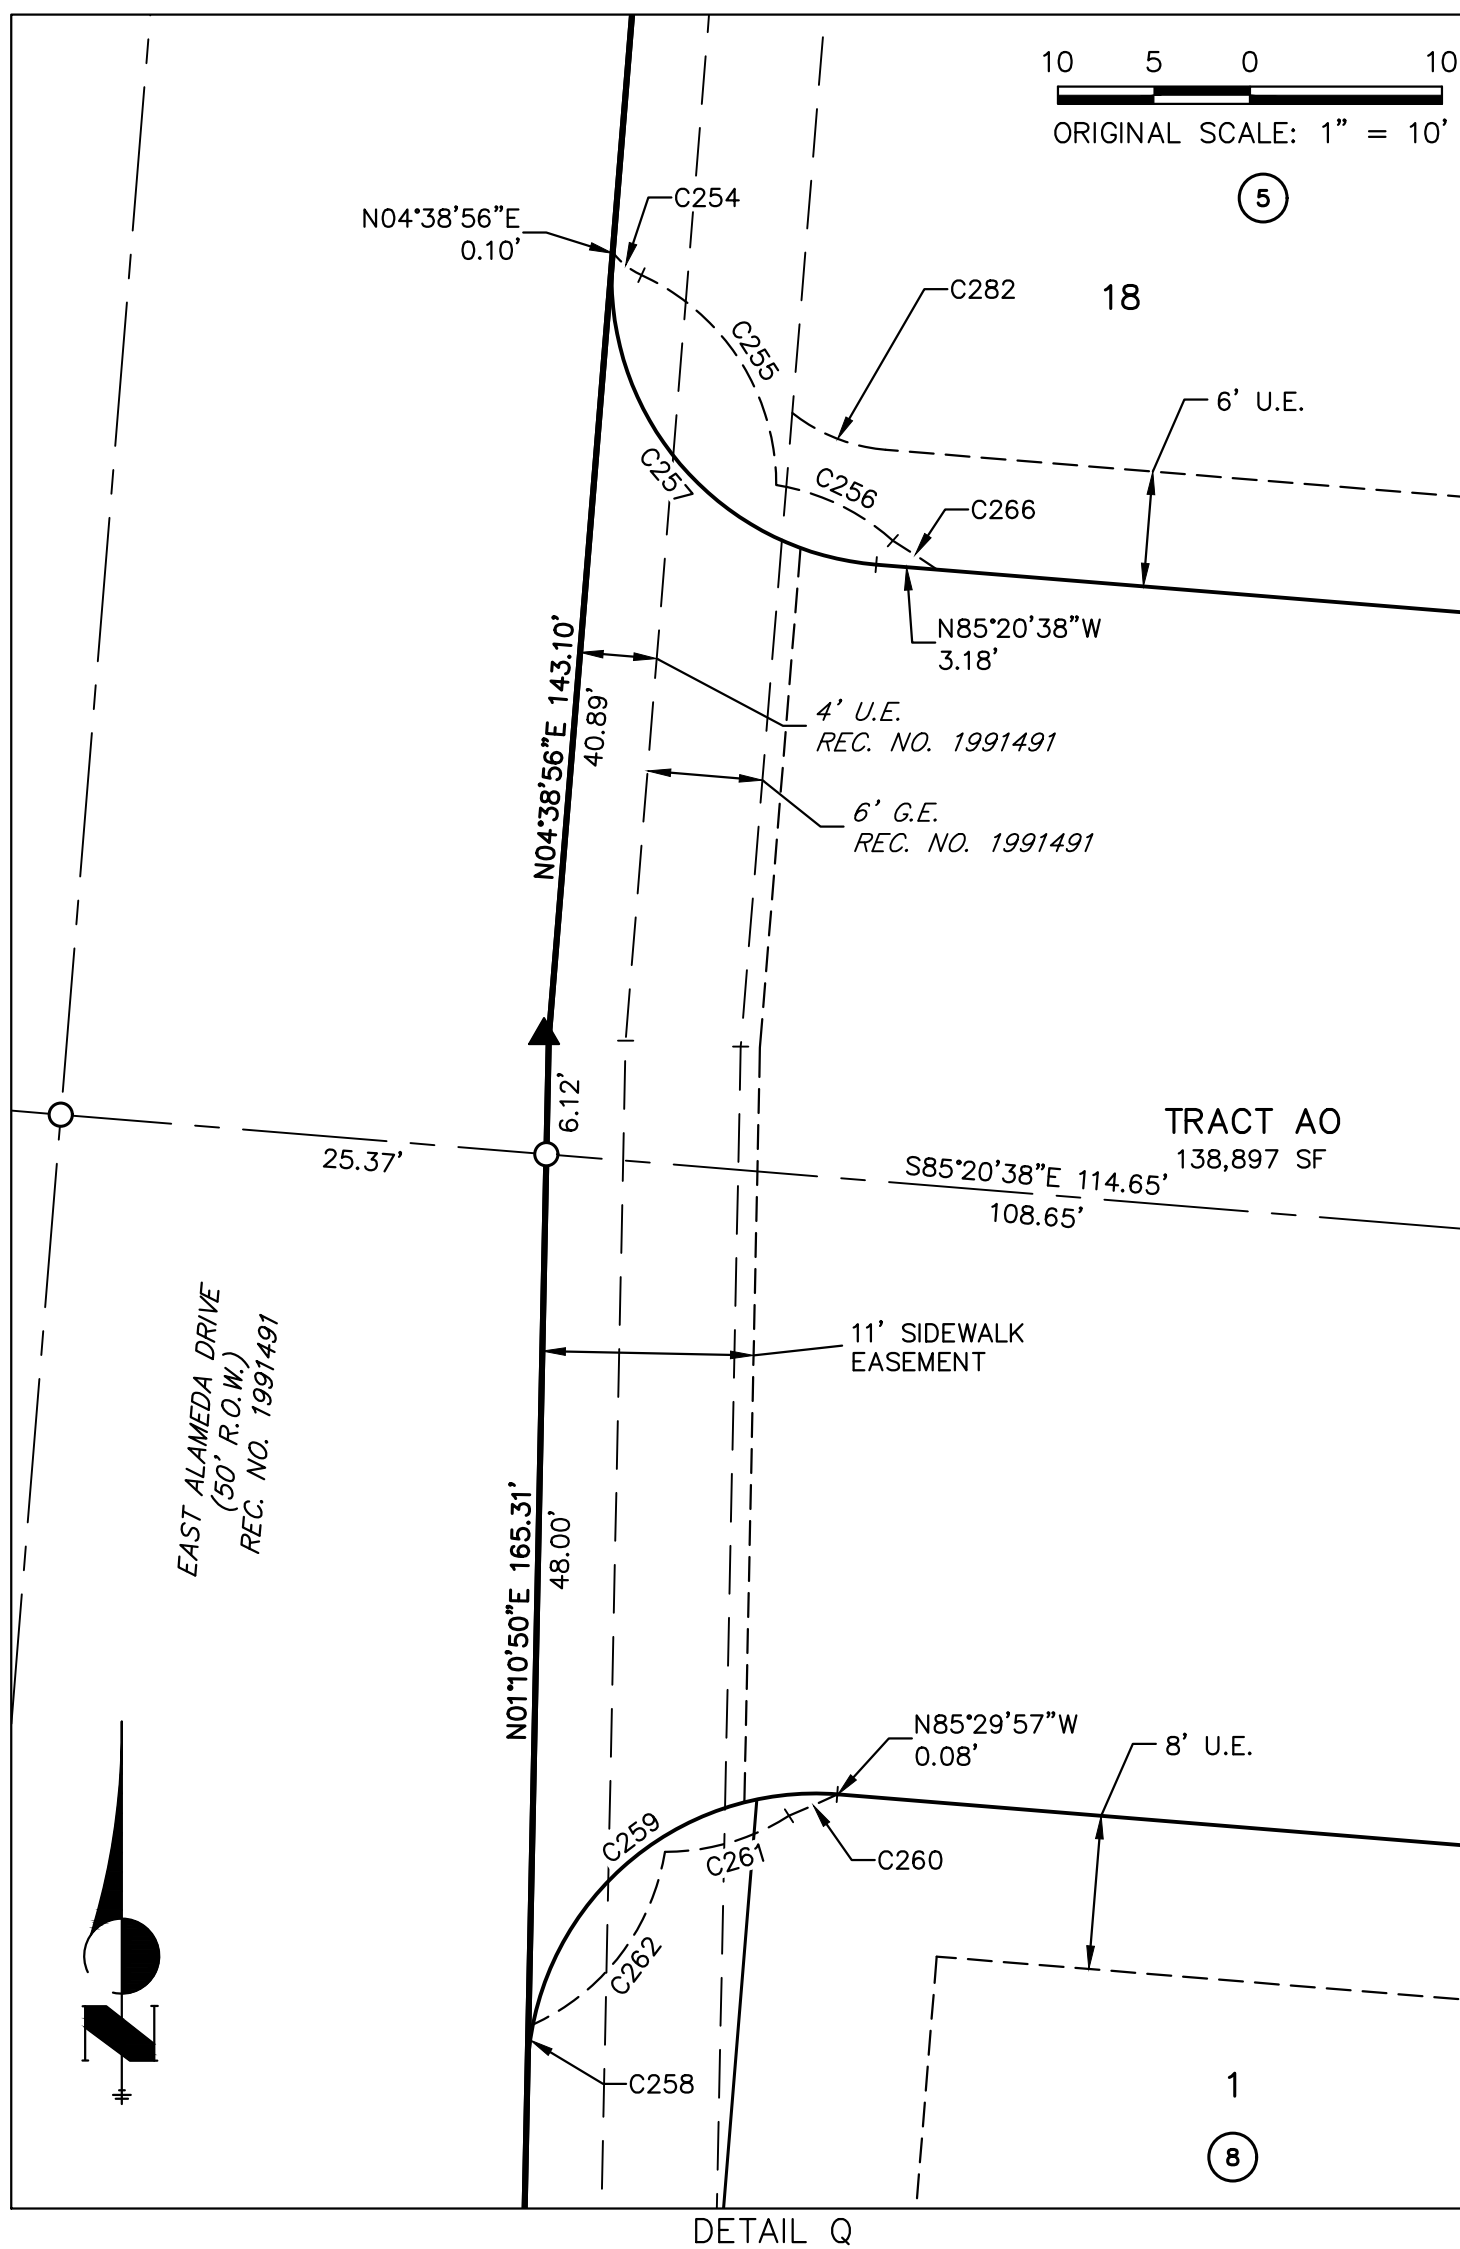 10 5 0 10
ORIGINAL SCALE: 1" = 10'
5
C254
N04°38'56"E
0.10'
C282
18
C255
6' U.E.
C257
C256
C266
N85°20'38"W
3.18'
N04°38'56"E 143.10'
40.89'
4' U.E.
REC. NO. 1991491
6' G.E.
REC. NO. 1991491
6.12'
TRACT AO
138,897 SF
25.37'
S85°20'38"E 114.65'
108.65'
EAST ALAMEDA DRIVE
(50' R.O.W.)
REC. NO. 1991491
11' SIDEWALK
EASEMENT
N01°10'50"E 165.31'
48.00'
N85°29'57"W
0.08'
8' U.E.
C259
C261
C260
C262
N
C258
1
8
DETAIL Q